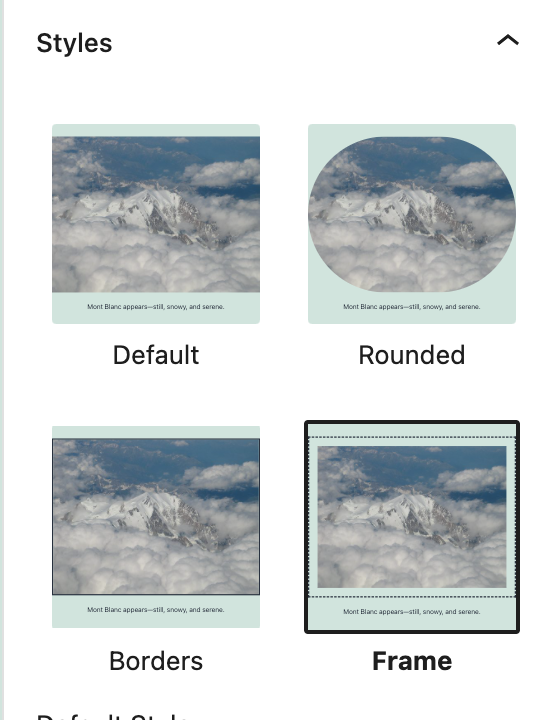 Styles
Mont Blanc appears—still, snowy, and serene.
Mont Blanc appears—still, snowy, and serene.
Default
Rounded
Mont Blanc appears—still, snowy, and serene.
Mont Blanc appears—still, snowy, and serene.
Borders
Frame
Default Style